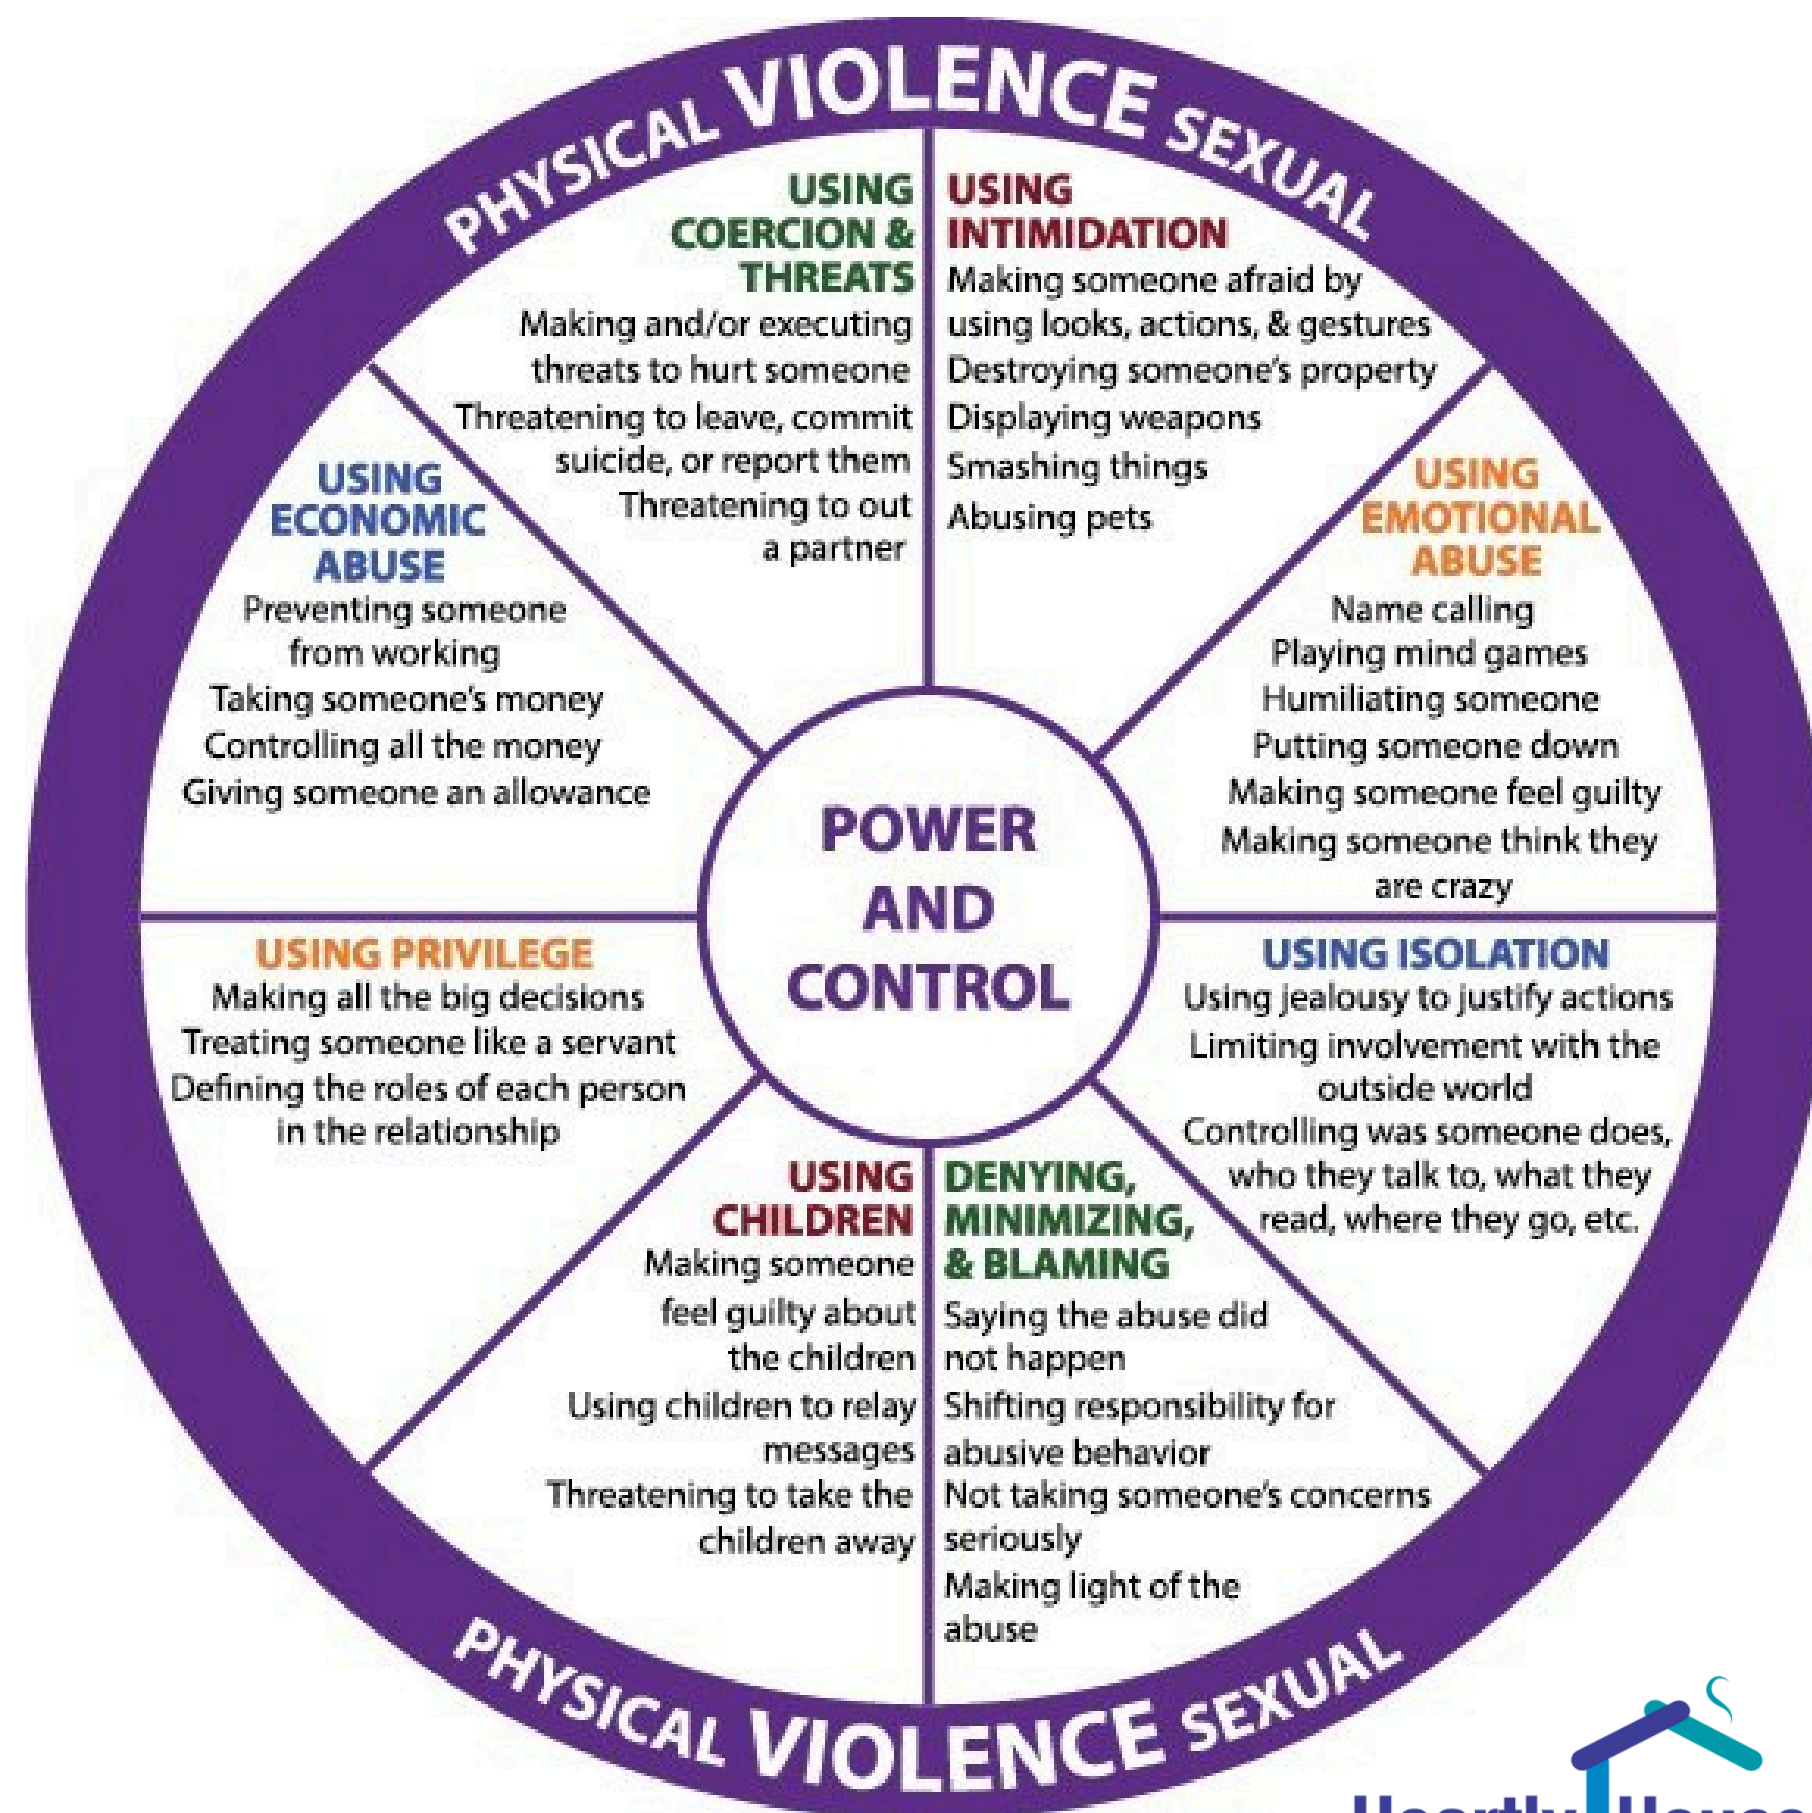 PHYSICAL VIOLENCE SEXUAL
USING
COERCION &
THREATS
Making and/or executing
threats to hurt someone
Threatening to leave, commit
suicide, or report them
Threatening to out
a partner
USING
INTIMIDATION
Making someone afraid by
using looks, actions, & gestures
Destroying someone's property
Displaying weapons
Smashing things
Abusing pets
USING
ECONOMIC
ABUSE
Preventing someone
from working
Taking someone's money
Controlling all the money
Giving someone an allowance
USING
EMOTIONAL
ABUSE
Name calling
Playing mind games
Humiliating someone
Putting someone down
Making someone feel guilty
Making someone think they
are crazy
POWER
AND
CONTROL
USING PRIVILEGE
Making all the big decisions
Treating someone like a servant
Defining the roles of each person
in the relationship
USING ISOLATION
Using jealousy to justify actions
Limiting involvement with the
outside world
Controlling was someone does,
who they talk to, what they
read, where they go, etc.
USING
CHILDREN
Making someone
feel guilty about
the children
Using children to relay
messages
Threatening to take the
children away
DENYING,
MINIMIZING,
& BLAMING
Saying the abuse did
not happen
Shifting responsibility for
abusive behavior
Not taking someone's concerns
seriously
Making light of the
abuse
PHYSICAL VIOLENCE SEXUAL
Heartly House